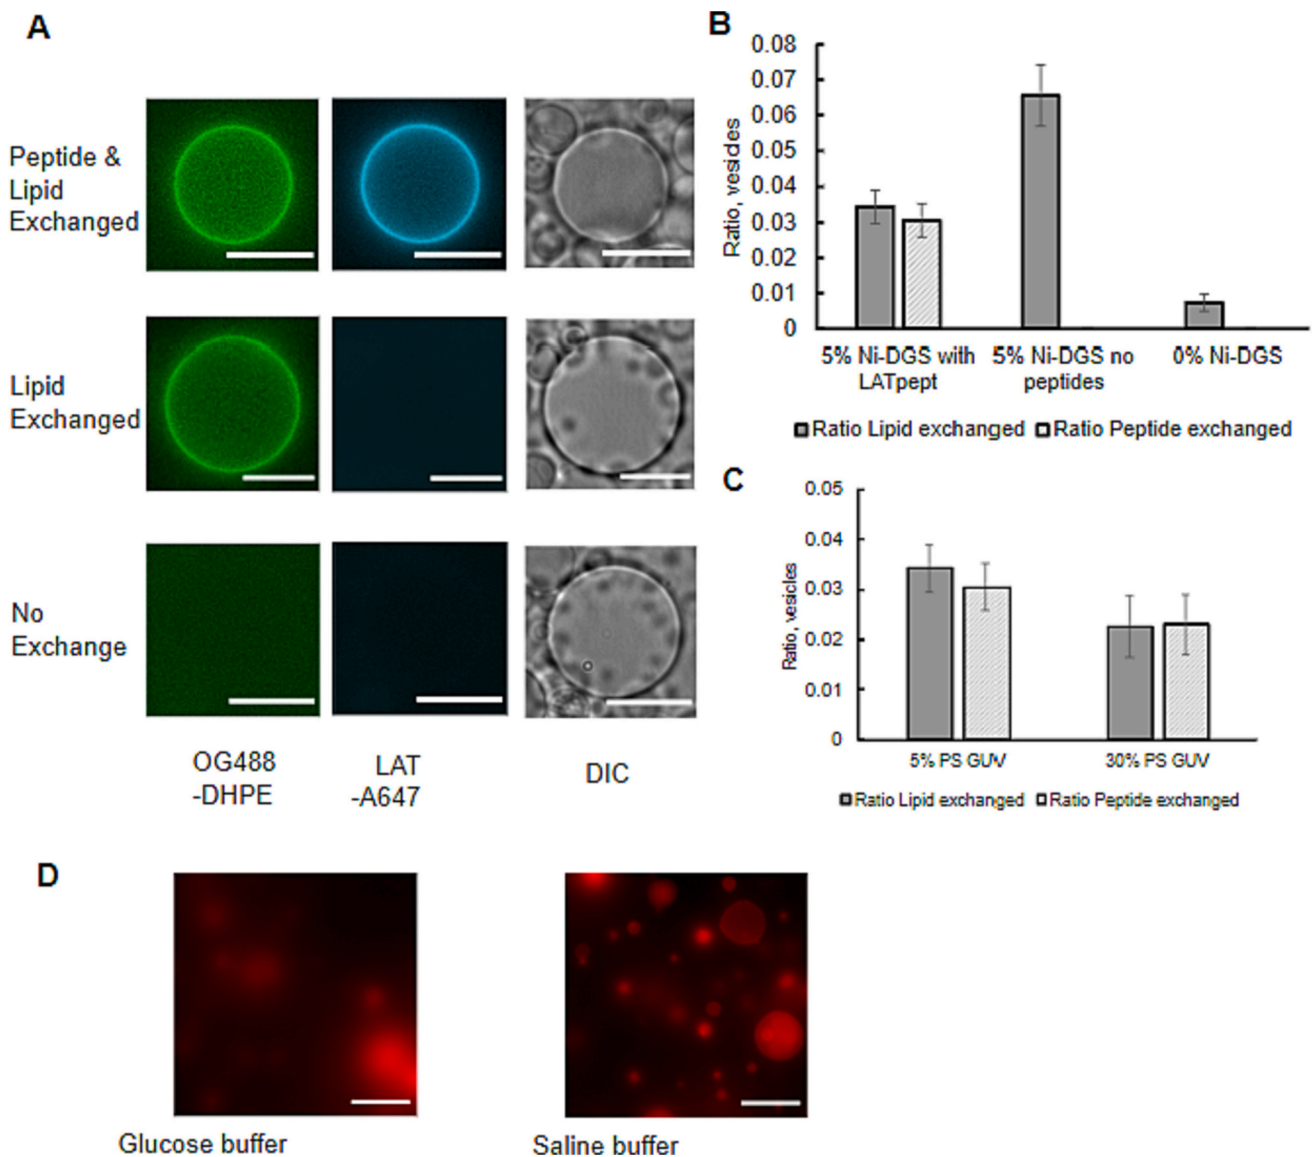 A
Peptide &
Lipid
Exchanged
Lipid
Exchanged
No
Exchange
OG488
-DHPE
LAT
-A647
DIC
B
Ratio, vesicles
0.08
0.07
0.06
0.05
0.04
0.03
0.02
0.01
0
5% Ni-DGS with
LATpept
5% Ni-DGS no
peptides
0% Ni-DGS
Ratio Lipid exchanged
Ratio Peptide exchanged
C
Ratio, vesicles
0.05
0.04
0.03
0.02
0.01
0
5% PS GUV
30% PS GUV
Ratio Lipid exchanged
Ratio Peptide exchanged
D
Glucose buffer
Saline buffer